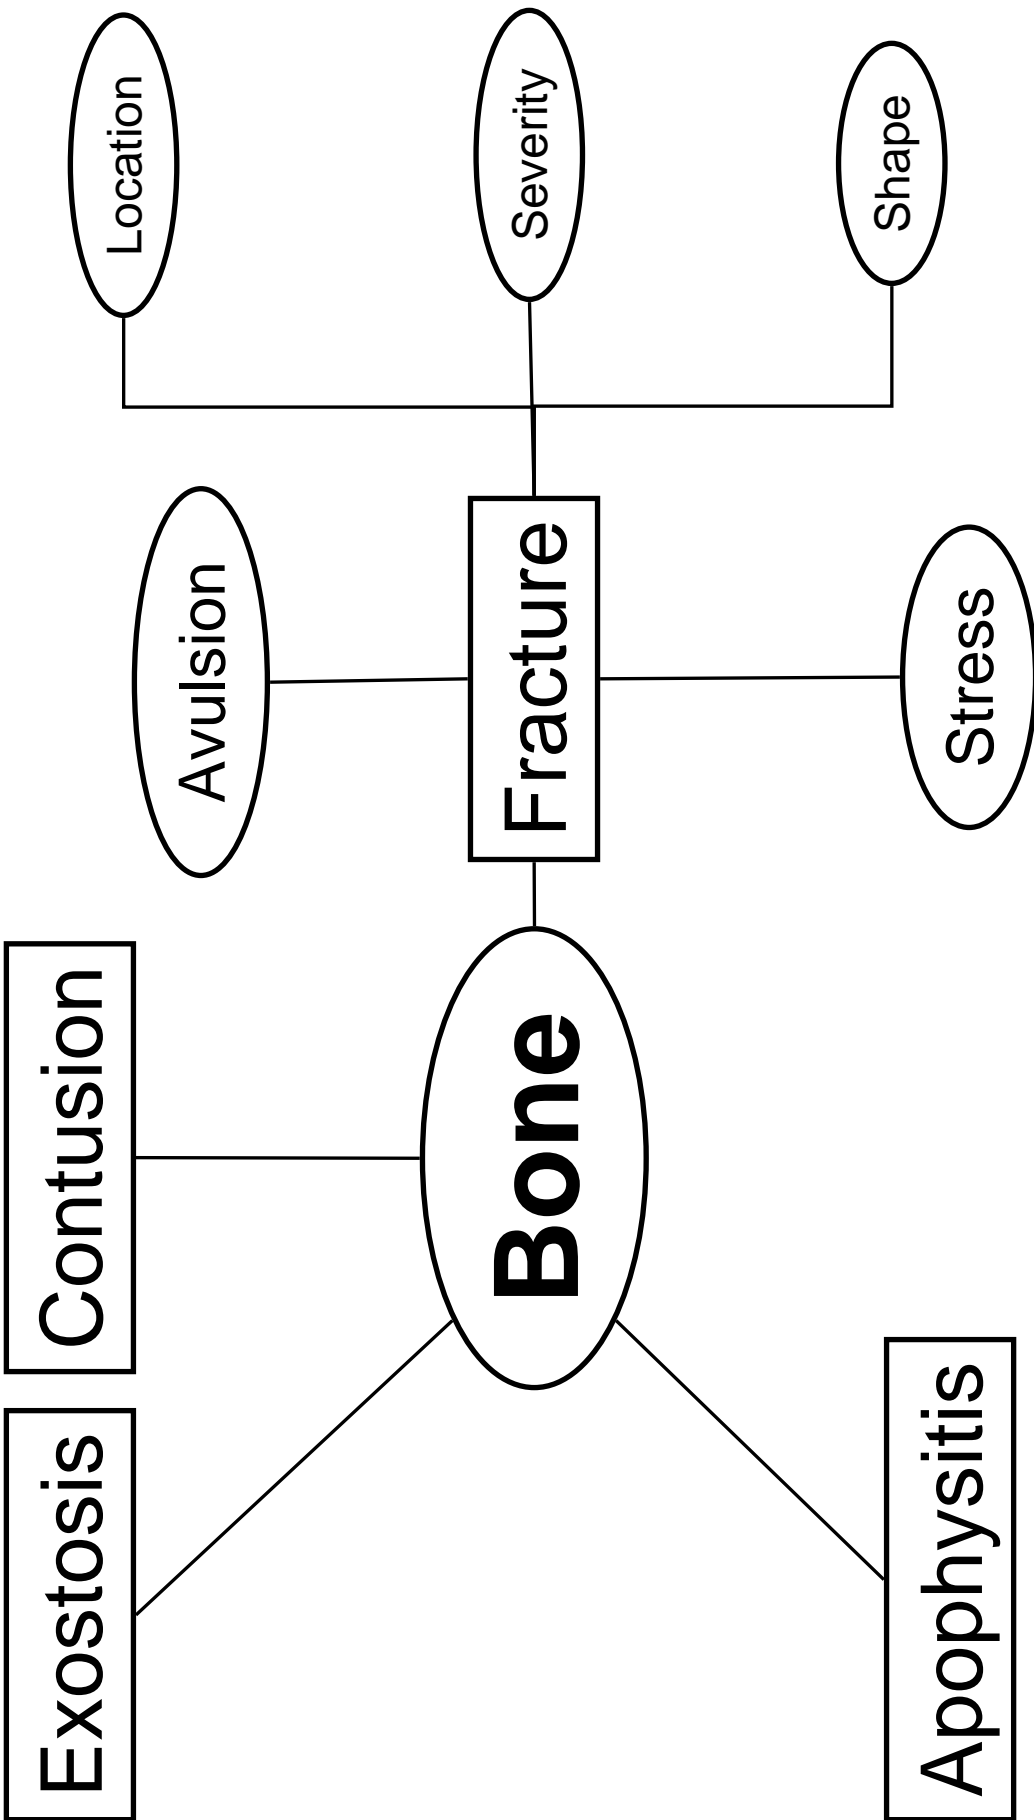 Exostosis
Contusion
Avulsion
Location
Bone
Fracture
Severity
Apophysitis
Stress
Shape